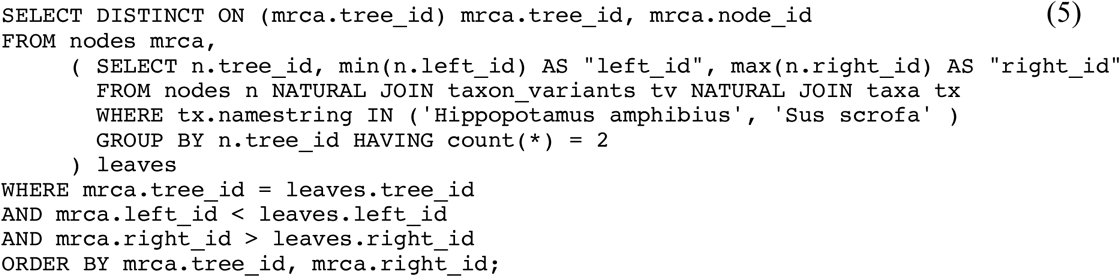 SELECT DISTINCT ON (mrca.tree_id) mrca.tree_id, mrca.node_id (5)
FROM nodes mrca,
( SELECT n.tree_id, min(n.left_id) AS "left_id", max(n.right_id) AS "right_id"
FROM nodes n NATURAL JOIN taxon_variants tv NATURAL JOIN taxa tx
WHERE tx.namestring IN ('Hippopotamus amphibius', 'Sus scrofa' )
GROUP BY n.tree_id HAVING count(*) = 2
) leaves
WHERE mrca.tree_id = leaves.tree_id
AND mrca.left_id < leaves.left_id
AND mrca.right_id > leaves.right_id
ORDER BY mrca.tree_id, mrca.right_id;